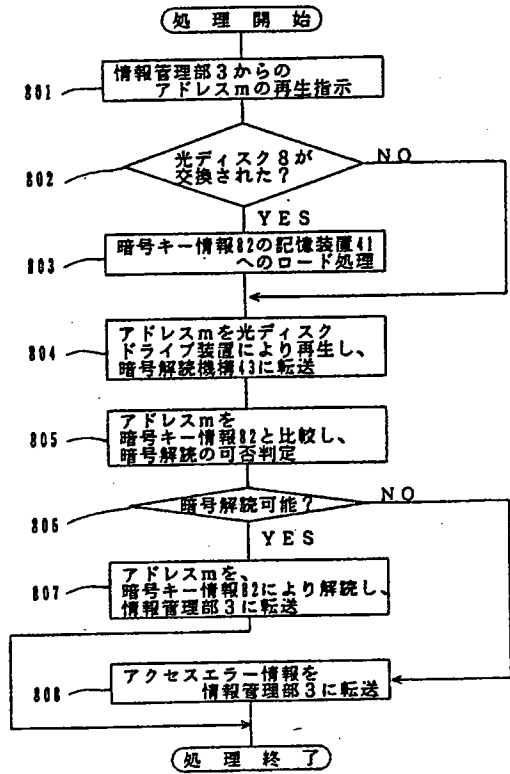 処理開始
801
情報管理部3からの
アドレスmの再生指示
802
光ディスク8が
交換された？
NO
YES
803
暗号キー情報82の記憶装置41
へのロード処理
804
アドレスmを光ディスク
ドライブ装置により再生し、
暗号解読機構43に転送
805
アドレスmを
暗号キー情報82と比較し、
暗号解読の可否判定
806
暗号解読可能？
NO
YES
807
アドレスmを、
暗号キー情報82により解読し、
情報管理部3に転送
808
アクセスエラー情報を
情報管理部3に転送
処理終了